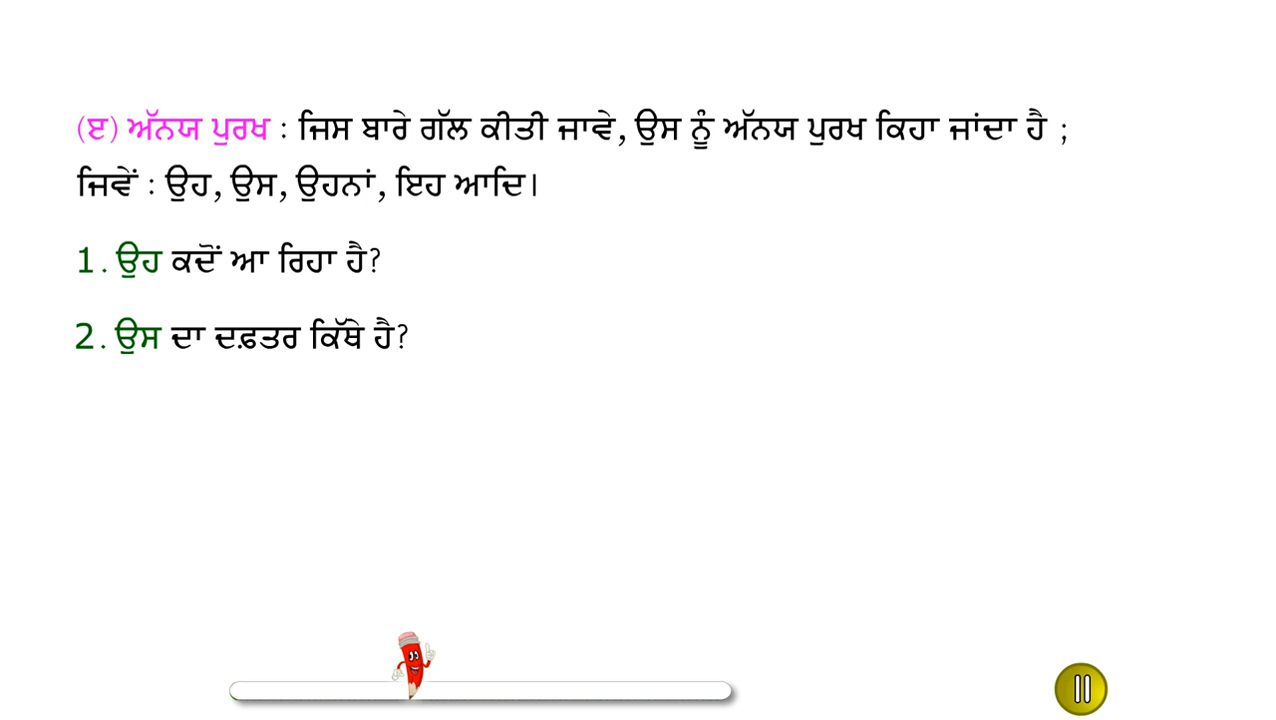 (ੲ) ਅੱਨਯ ਪੁਰਖ : ਜਿਸ ਬਾਰੇ ਗੱਲ ਕੀਤੀ ਜਾਵੇ, ਉਸ ਨੂੰ ਅੱਨਯ ਪੁਰਖ ਕਿਹਾ ਜਾਂਦਾ ਹੈ ;
ਜਿਵੇਂ : ਉਹ, ਉਸ, ਉਹਨਾਂ, ਇਹ ਆਦਿ।
1. ਉਹ ਕਦੋਂ ਆ ਰਿਹਾ ਹੈ?
2. ਉਸ ਦਾ ਦਫ਼ਤਰ ਕਿੱਥੇ ਹੈ?